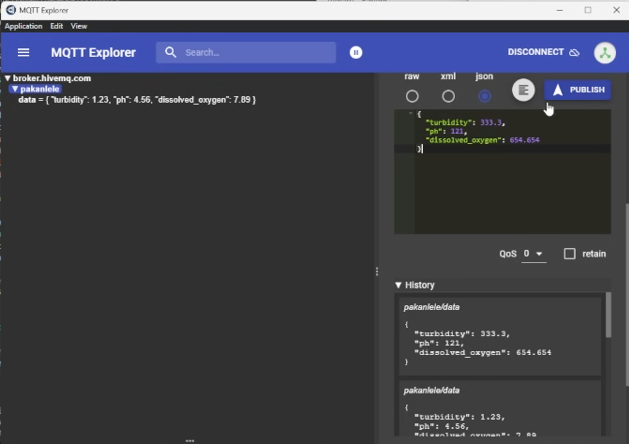 MQTT Explorer
Application Edit View
MQTT Explorer Search... DISCONNECT
broker.hivemq.com
pakanlele
data = { "turbidity": 1.23, "ph": 4.56, "dissolved_oxygen": 7.89 }
raw xml json
PUBLISH
{
"turbidity": 333.3,
"ph": 121,
"dissolved_oxygen": 654.654
}
QoS 0 retain
History
pakanlele/data
{
"turbidity": 333.3,
"ph": 121,
"dissolved_oxygen": 654.654
}
pakanlele/data
{
"turbidity": 1.23,
"ph": 4.56,
"dissolved_oxygen": 7.89